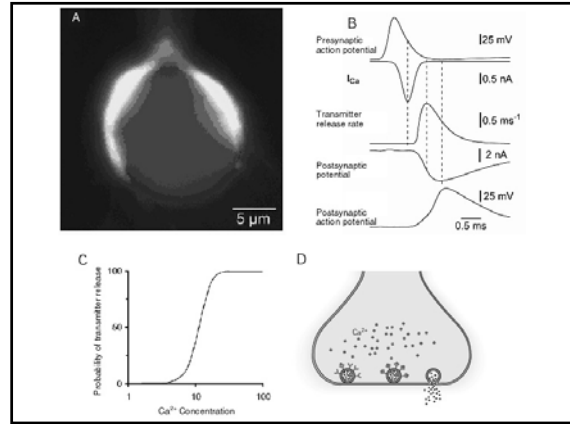 A
5 µm
B
Presynaptic
action potential
25 mV
I Ca
0.5 nA
Transmitter
release rate
0.5 ms-1
Postsynaptic
potential
2 nA
Postsynaptic
action potential
25 mV
0.5 ms
C
Probability of transmitter release
100
50
0
1
10
100
Ca2+ Concentration
D
Ca2+